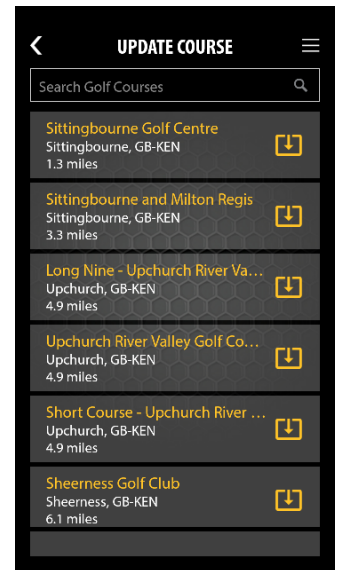 UPDATE COURSE
Search Golf Courses
Sittingbourne Golf Centre
Sittingbourne, GB-KEN
1.3 miles
Sittingbourne and Milton Regis
Sittingbourne, GB-KEN
3.3 miles
Long Nine - Upchurch River Va...
Upchurch, GB-KEN
4.9 miles
Upchurch River Valley Golf Co...
Upchurch, GB-KEN
4.9 miles
Short Course - Upchurch River ...
Upchurch, GB-KEN
4.9 miles
Sheerness Golf Club
Sheerness, GB-KEN
6.1 miles